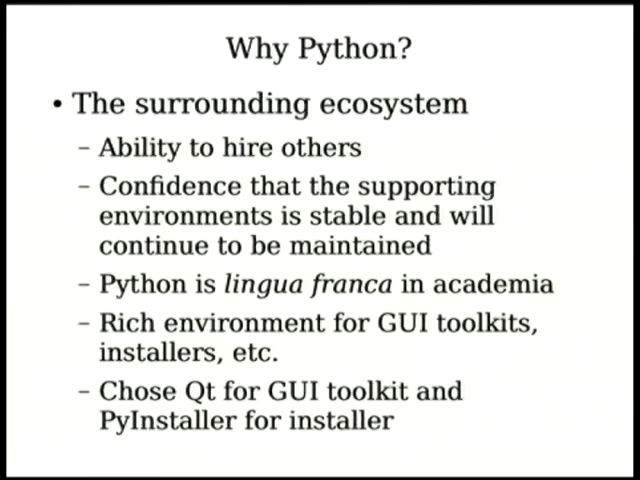 Why Python?
• The surrounding ecosystem
– Ability to hire others
– Confidence that the supporting
environments is stable and will
continue to be maintained
– Python is lingua franca in academia
– Rich environment for GUI toolkits,
installers, etc.
– Chose Qt for GUI toolkit and
PyInstaller for installer